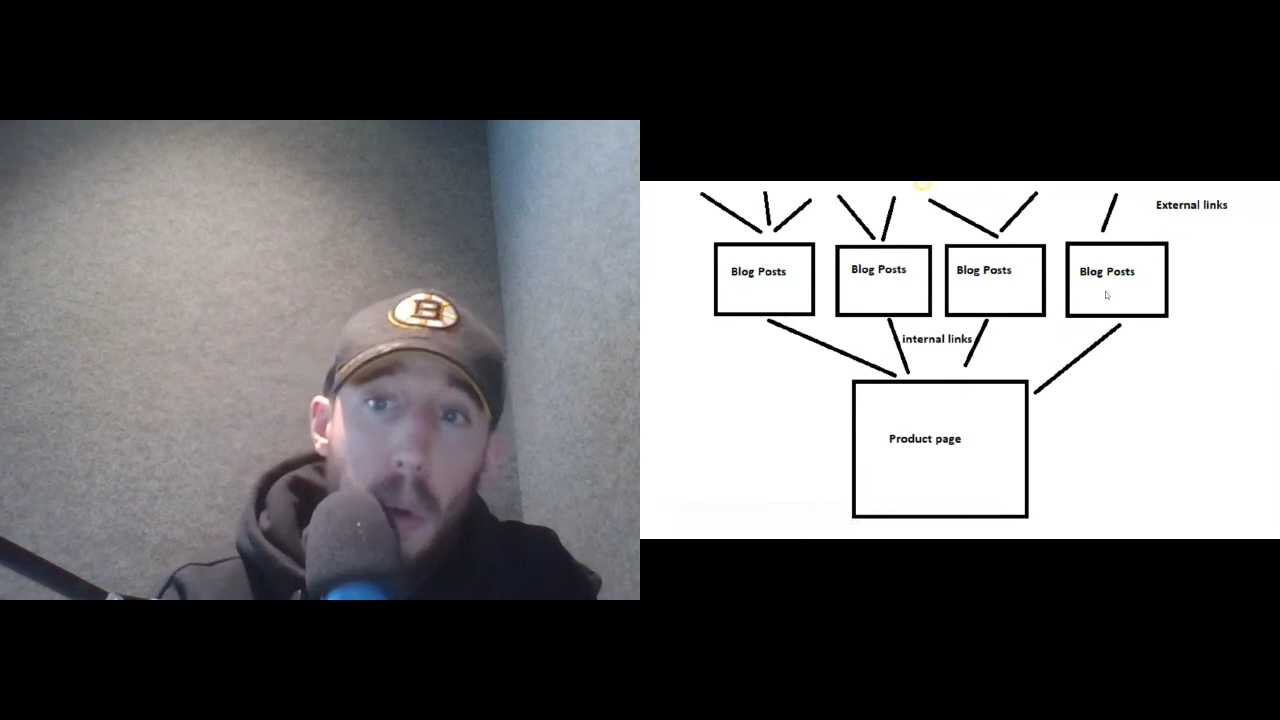 B
External links
Blog Posts
Blog Posts
Blog Posts
Blog Posts
internal links
Product page